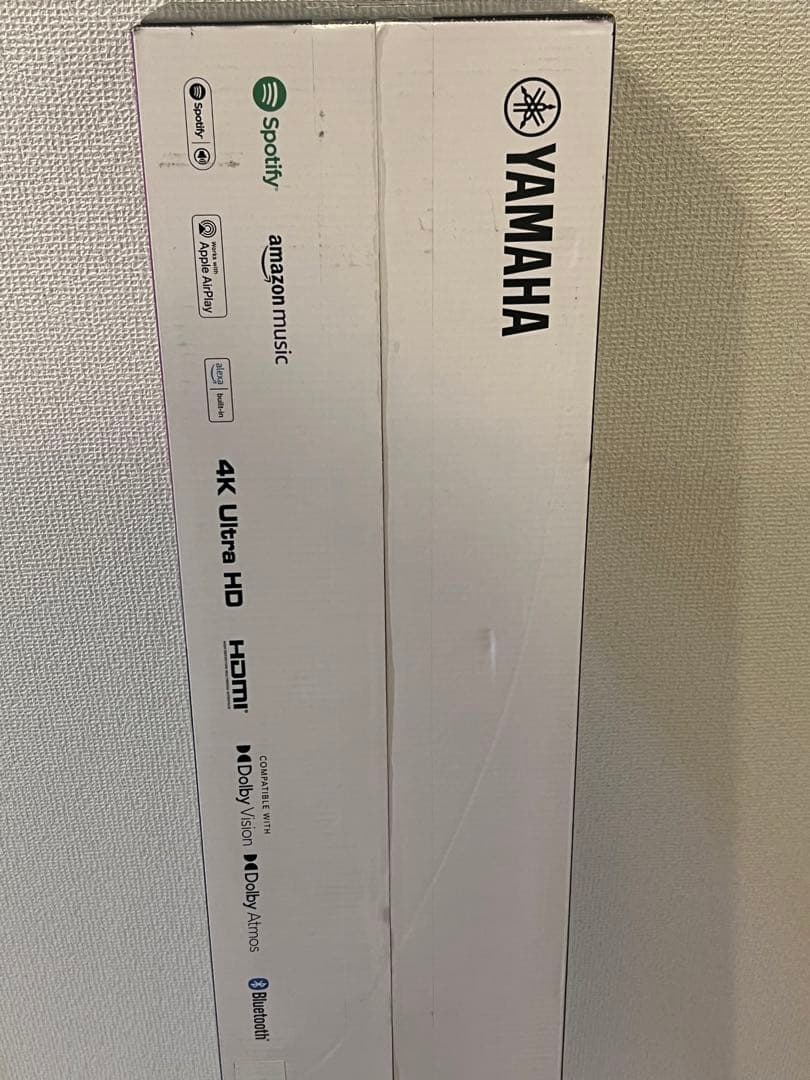 YAMAHA
Spotify
amazon music
Spotify
Works with
Apple AirPlay
alexa built-in
4K Ultra HD
HDMI
COMPATIBLE WITH
Dolby Vision Dolby Atmos
Bluetooth